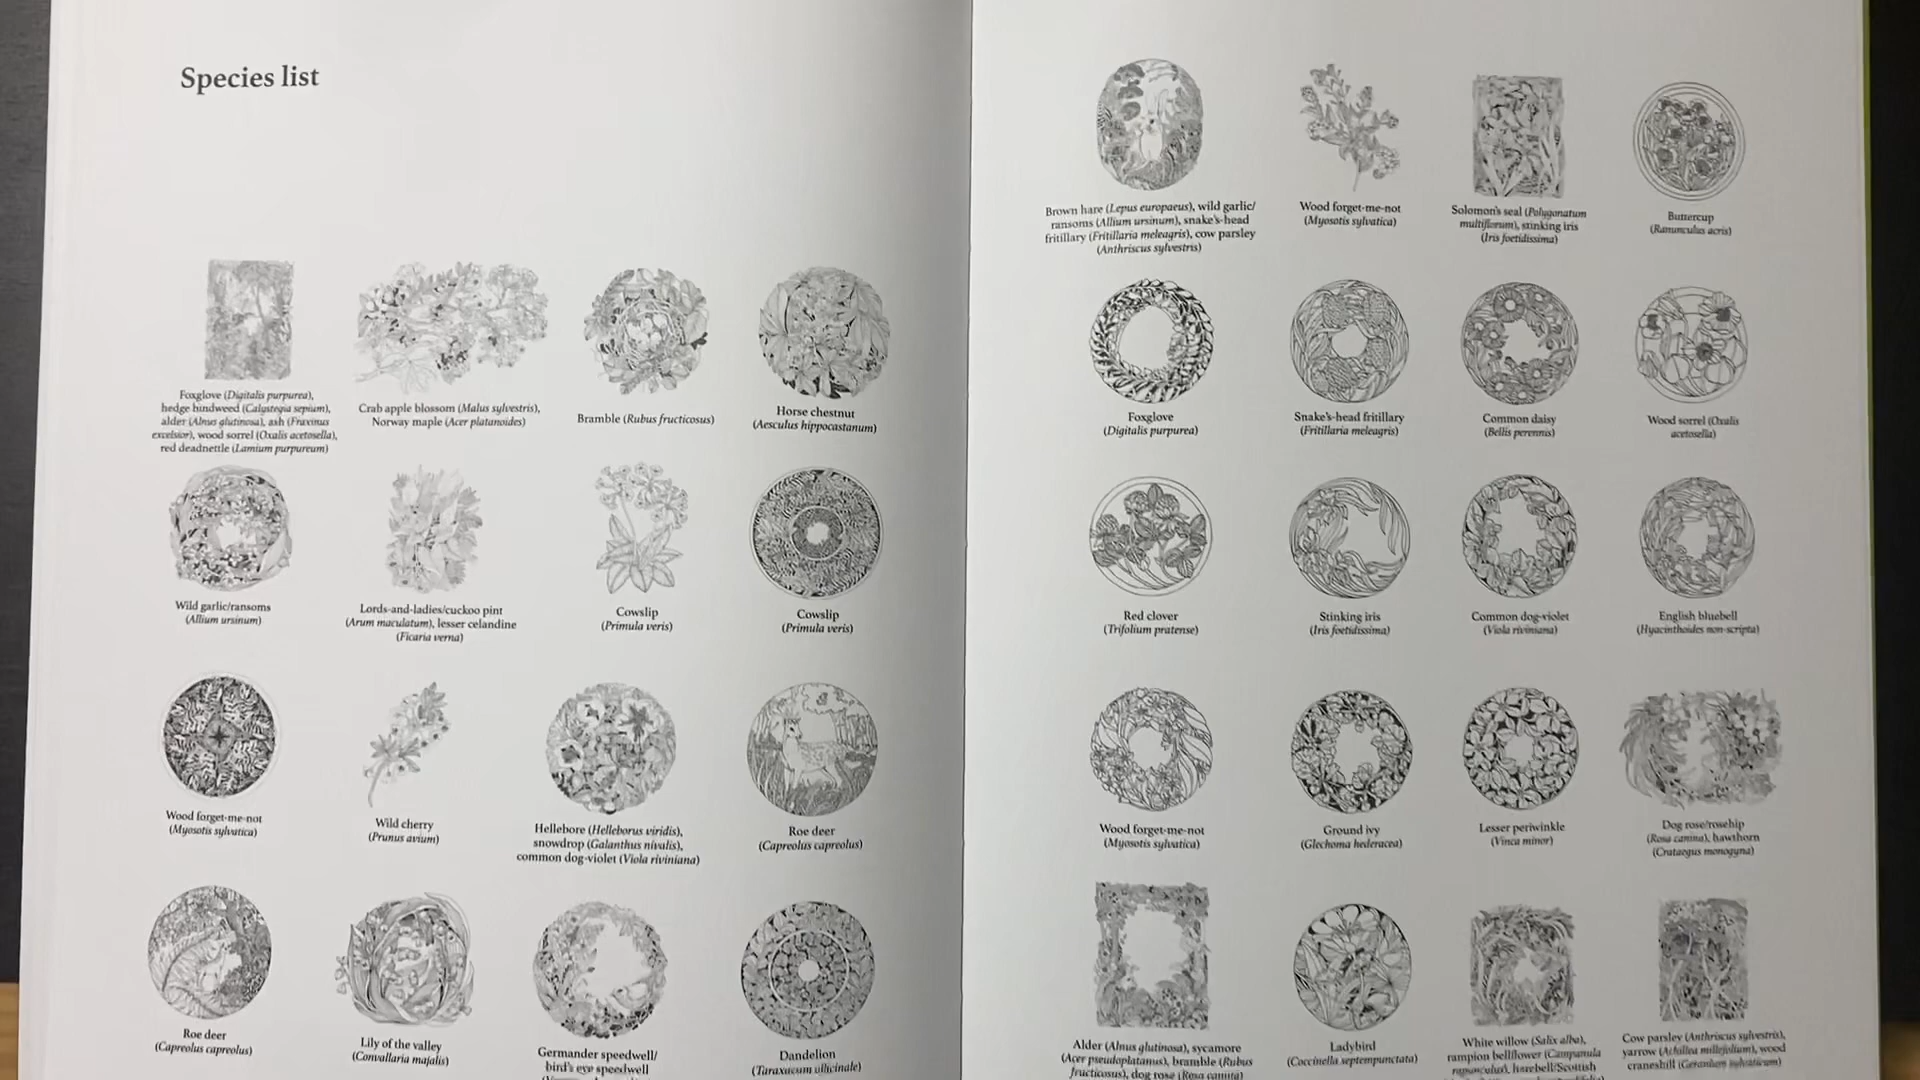 Species list
Foxglove (Digitalis purpurea),
hedge bindweed (Calystegia sepium),
alder (Alnus glutinosa), ash (Fraxinus
excelsior), wood sorrel (Oxalis acetosella),
red deadnettle (Lamium purpureum)
Crab apple blossom (Malus sylvestris),
Norway maple (Acer platanoides)
Bramble (Rubus fructicosus)
Horse chestnut
(Aesculus hippocastanum)
Wild garlic/ransoms
(Allium ursinum)
Lords-and-ladies/cuckoo pint
(Arum maculatum), lesser celandine
(Ficaria verna)
Cowslip
(Primula veris)
Cowslip
(Primula veris)
Wood forget-me-not
(Myosotis sylvatica)
Wild cherry
(Prunus avium)
Hellebore (Helleborus viridis),
snowdrop (Galanthus nivalis),
common dog-violet (Viola riviniana)
Roe deer
(Capreolus capreolus)
Roe deer
(Capreolus capreolus)
Lily of the valley
(Convallaria majalis)
Germander speedwell/
bird's eye speedwell
Dandelion
(Taraxacum officinale)
Brown hare (Lepus europaeus), wild garlic/
ransoms (Allium ursinum), snake's-head
fritillary (Fritillaria meleagris), cow parsley
(Anthriscus sylvestris)
Wood forget-me-not
(Myosotis sylvatica)
Solomon's seal (Polygonatum
multiflorum), stinking iris
(Iris foetidissima)
Buttercup
(Ranunculus acris)
Foxglove
(Digitalis purpurea)
Snake's-head fritillary
(Fritillaria meleagris)
Common daisy
(Bellis perennis)
Wood sorrel (Oxalis
acetosella)
Red clover
(Trifolium pratense)
Stinking iris
(Iris foetidissima)
Common dog-violet
(Viola riviniana)
English bluebell
(Hyacinthoides non-scripta)
Wood forget-me-not
(Myosotis sylvatica)
Ground ivy
(Glechoma hederacea)
Lesser periwinkle
(Vinca minor)
Dog rose/rosehip
(Rosa canina), hawthorn
(Crataegus monogyna)
Alder (Alnus glutinosa), sycamore
(Acer pseudoplatanus), bramble (Rubus
fructicosus), dog rose (Rosa canina)
Ladybird
(Coccinella septempunctata)
White willow (Salix alba),
rampion bellflower (Campanula
rapunculus), harebell/Scottish
Cow parsley (Anthriscus sylvestris),
yarrow (Achillea millefolium), wood
cranesbill (Geranium sylvaticum)